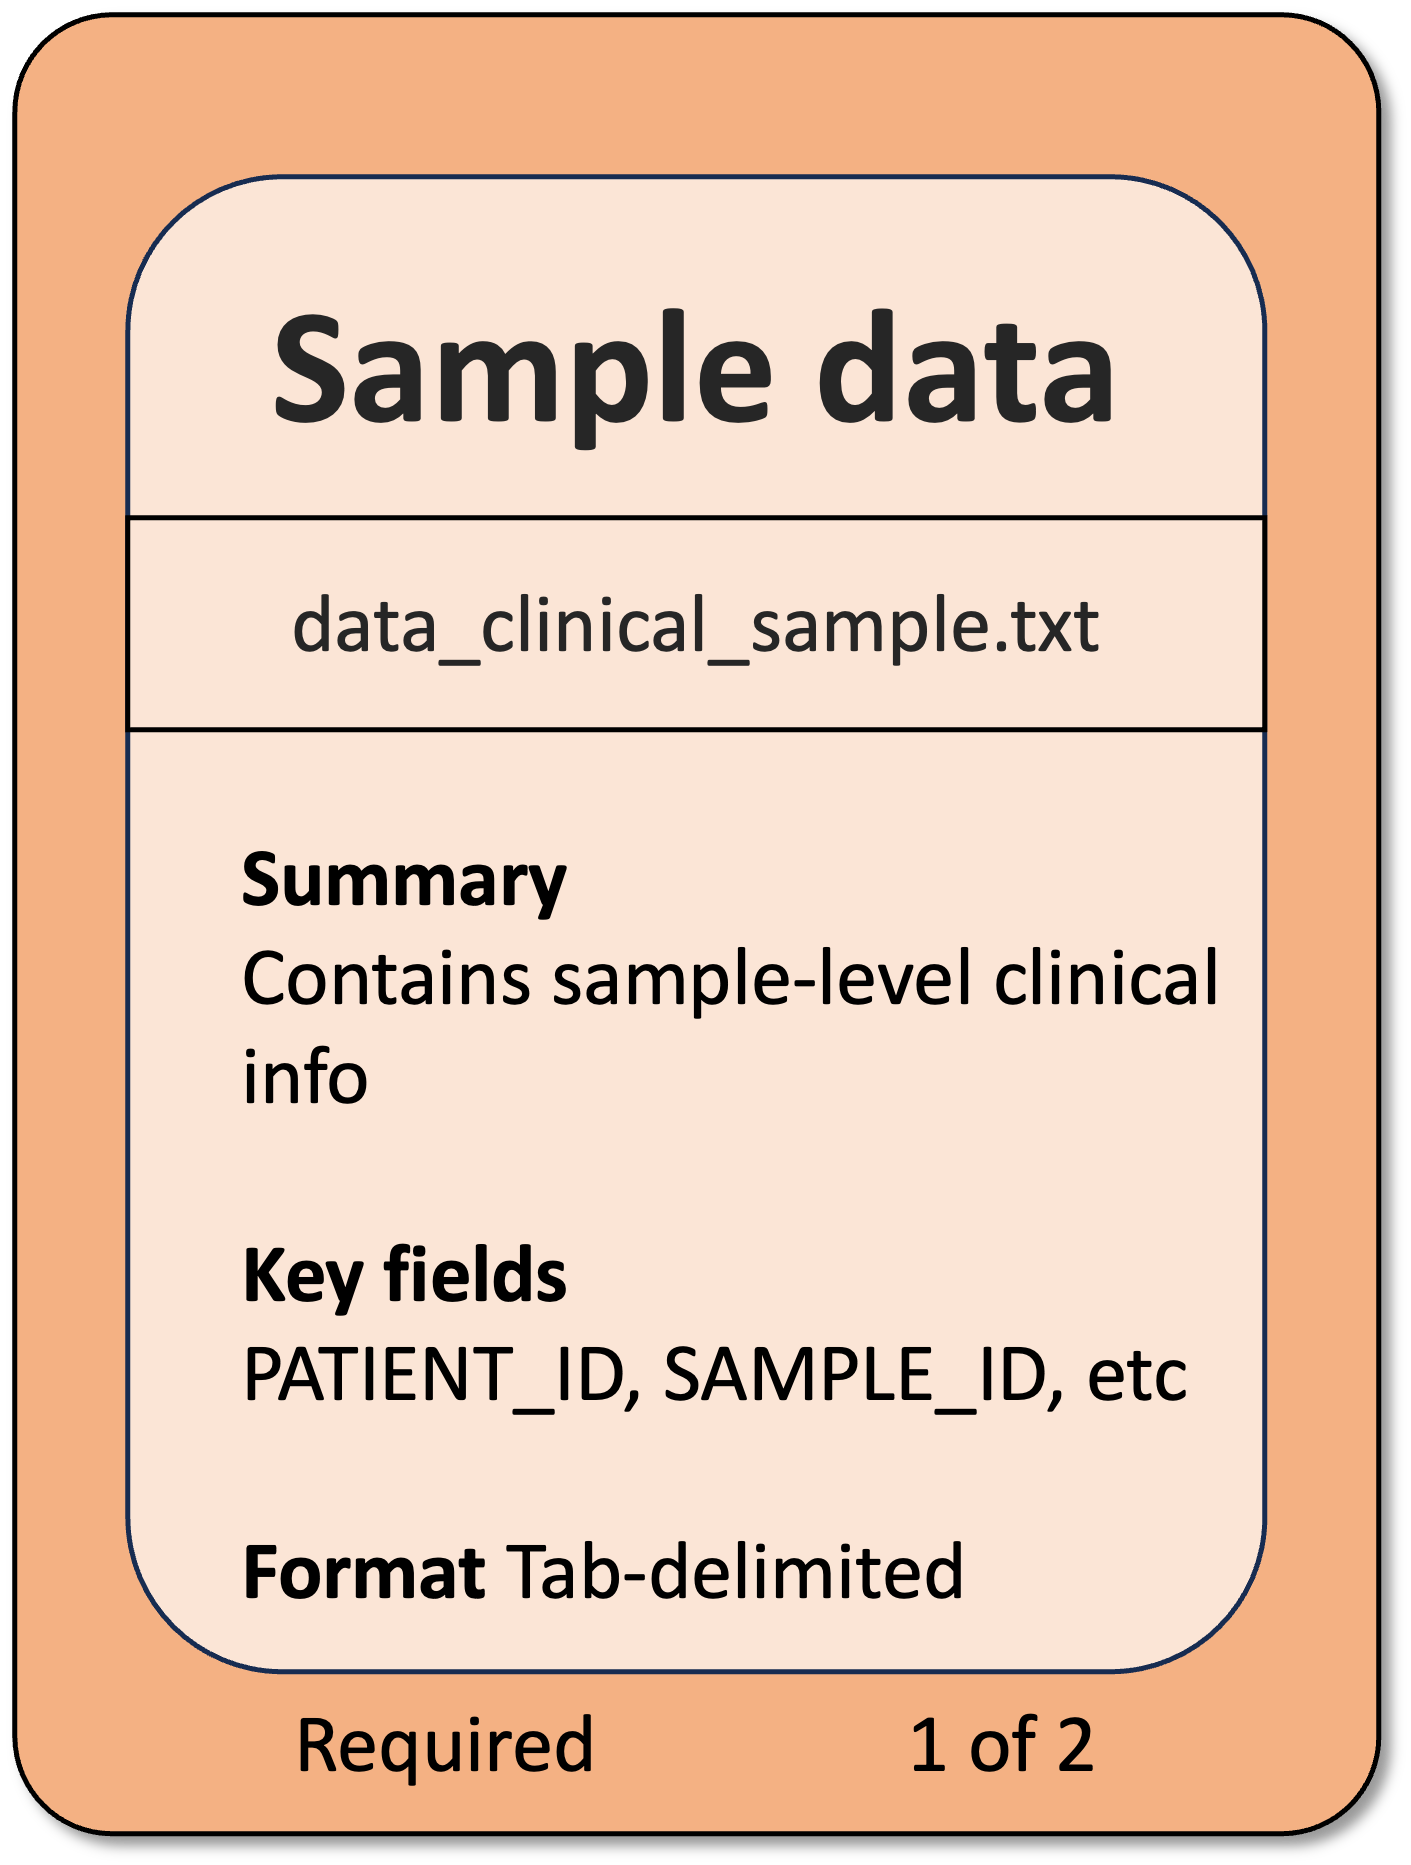 Sample data
data_clinical_sample.txt
Summary
Contains sample-level clinical
info
Key fields
PATIENT_ID, SAMPLE_ID, etc
Format Tab-delimited
Required 1 of 2